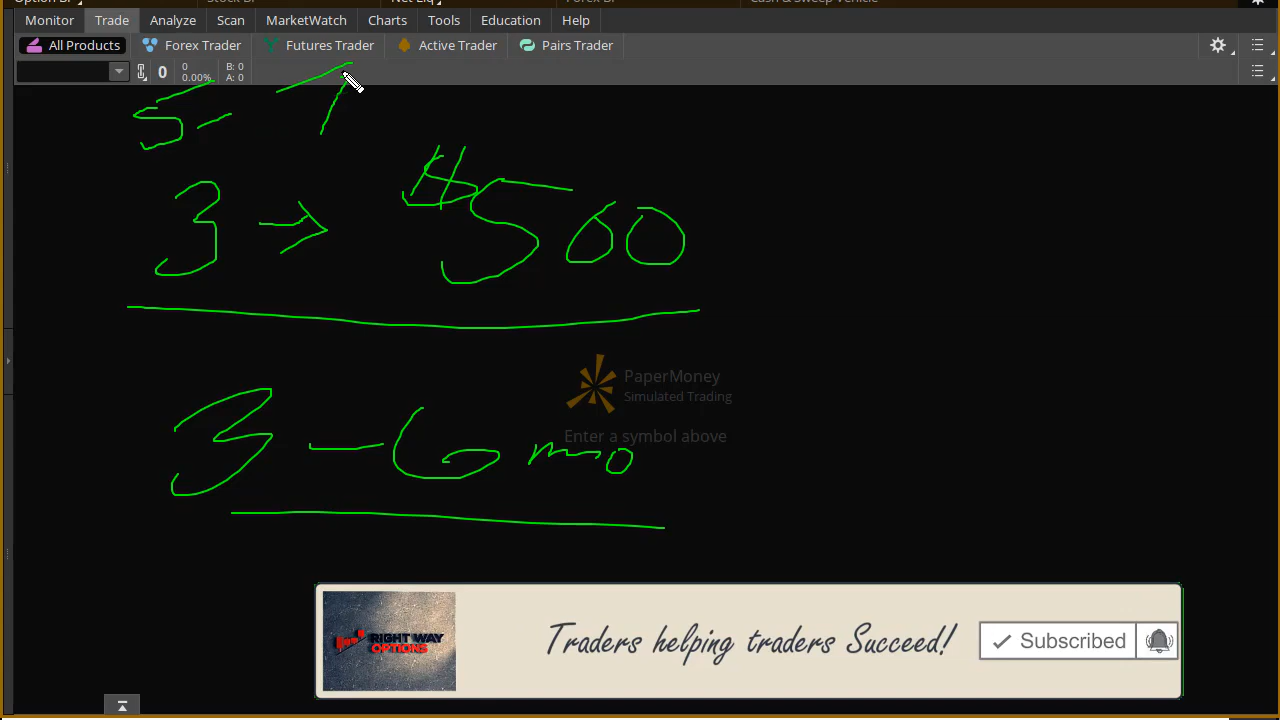 Monitor Trade Analyze Scan MarketWatch Charts Tools Education Help
All Products Forex Trader Futures Trader Active Trader Pairs Trader
0 0 B: 0
0.00% A: 0
5 - 7
3 → $500
3 - 6 mo
PaperMoney
Simulated Trading
Enter a symbol above
RIGHT WAY
OPTIONS
Traders helping traders Succeed!
Subscribed